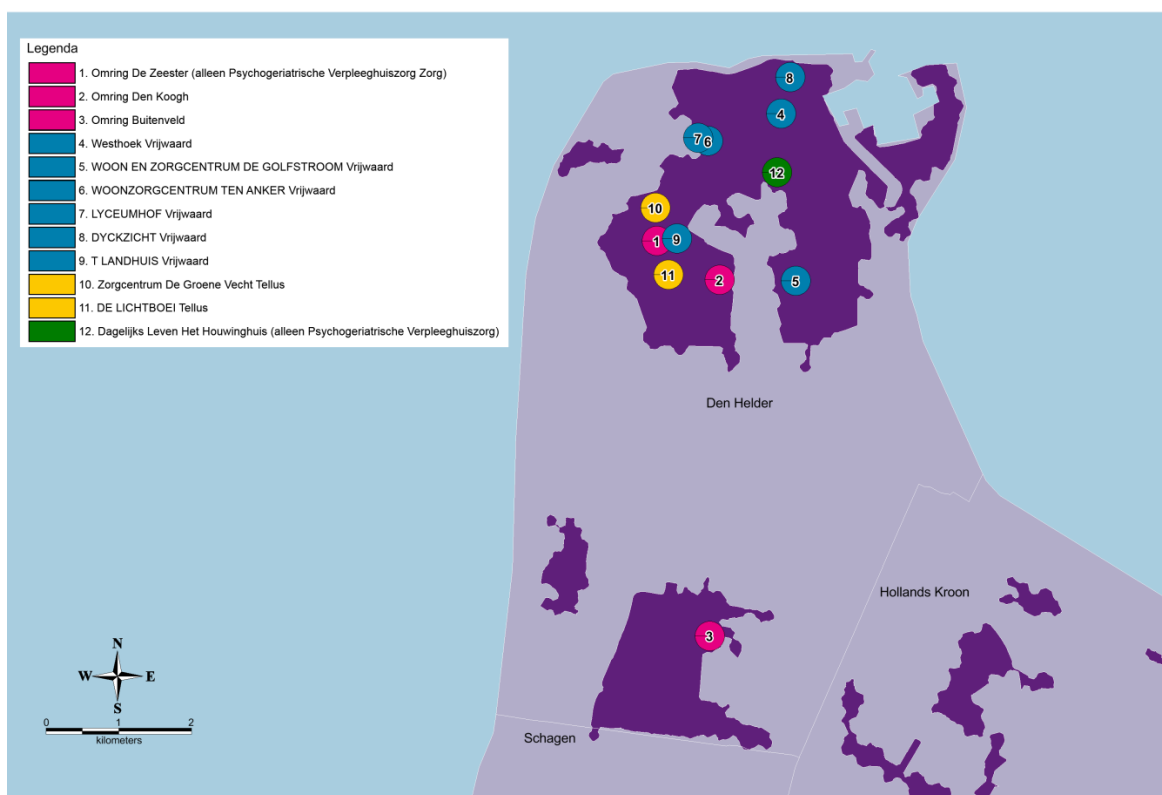 Legenda
1. Omring De Zeester (alleen Psychogeriatrische Verpleeghuiszorg Zorg)
2. Omring Den Koogh
3. Omring Buitenveld
4. Westhoek Vrijwaard
5. WOON EN ZORGCENTRUM DE GOLFSTROOM Vrijwaard
6. WOONZORGCENTRUM TEN ANKER Vrijwaard
7. LYCEUMHOF Vrijwaard
8. DYCKZICHT Vrijwaard
9. T LANDHUIS Vrijwaard
10. Zorgcentrum De Groene Vecht Tellus
11. DE LICHTBOEI Tellus
12. Dagelijks Leven Het Houwinghuis (alleen Psychogeriatrische Verpleeghuiszorg)
8
4
7
6
12
10
1
9
11
2
5
Den Helder
Hollands Kroon
3
Schagen
N
W
E
S
0 1 2
kilometers